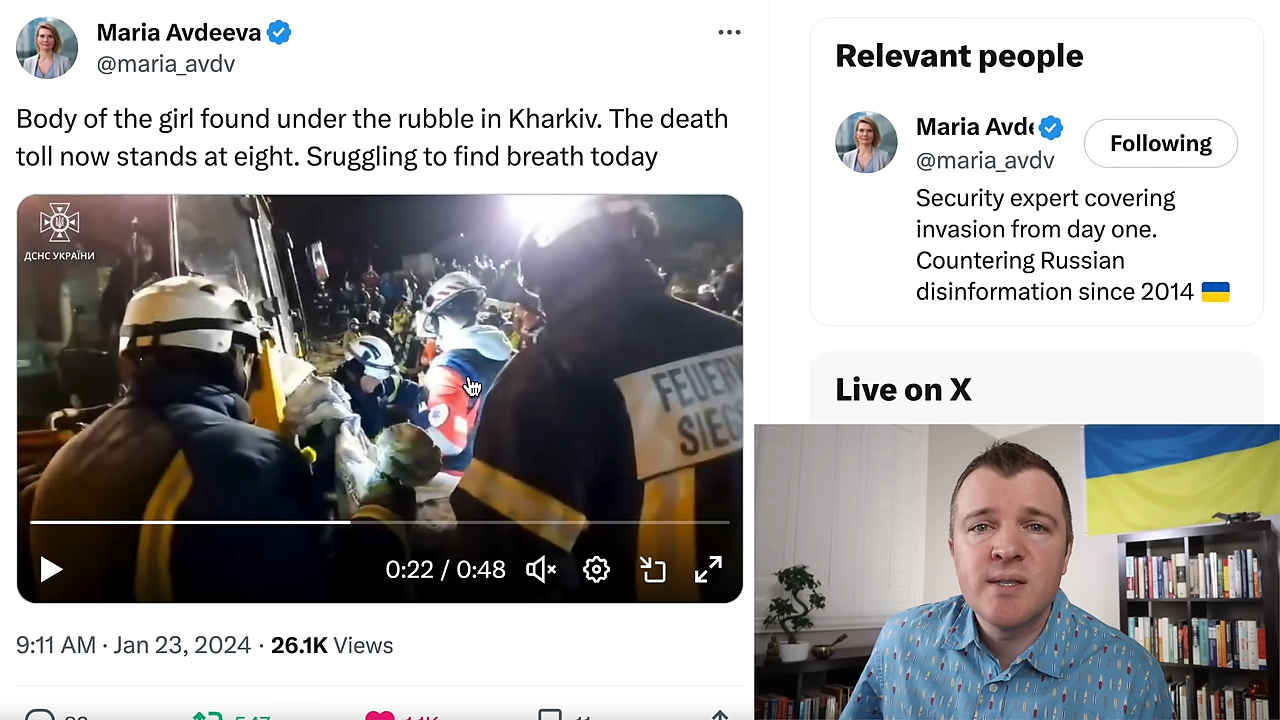 Maria Avdeeva
@maria_avdv
Body of the girl found under the rubble in Kharkiv. The death
toll now stands at eight. Sruggling to find breath today
ДСНС УКРАЇНИ
FEUER
SIEG
0:22 / 0:48
9:11 AM · Jan 23, 2024 · 26.1K Views
Relevant people
Maria Avde
@maria_avdv
Following
Security expert covering
invasion from day one.
Countering Russian
disinformation since 2014
Live on X